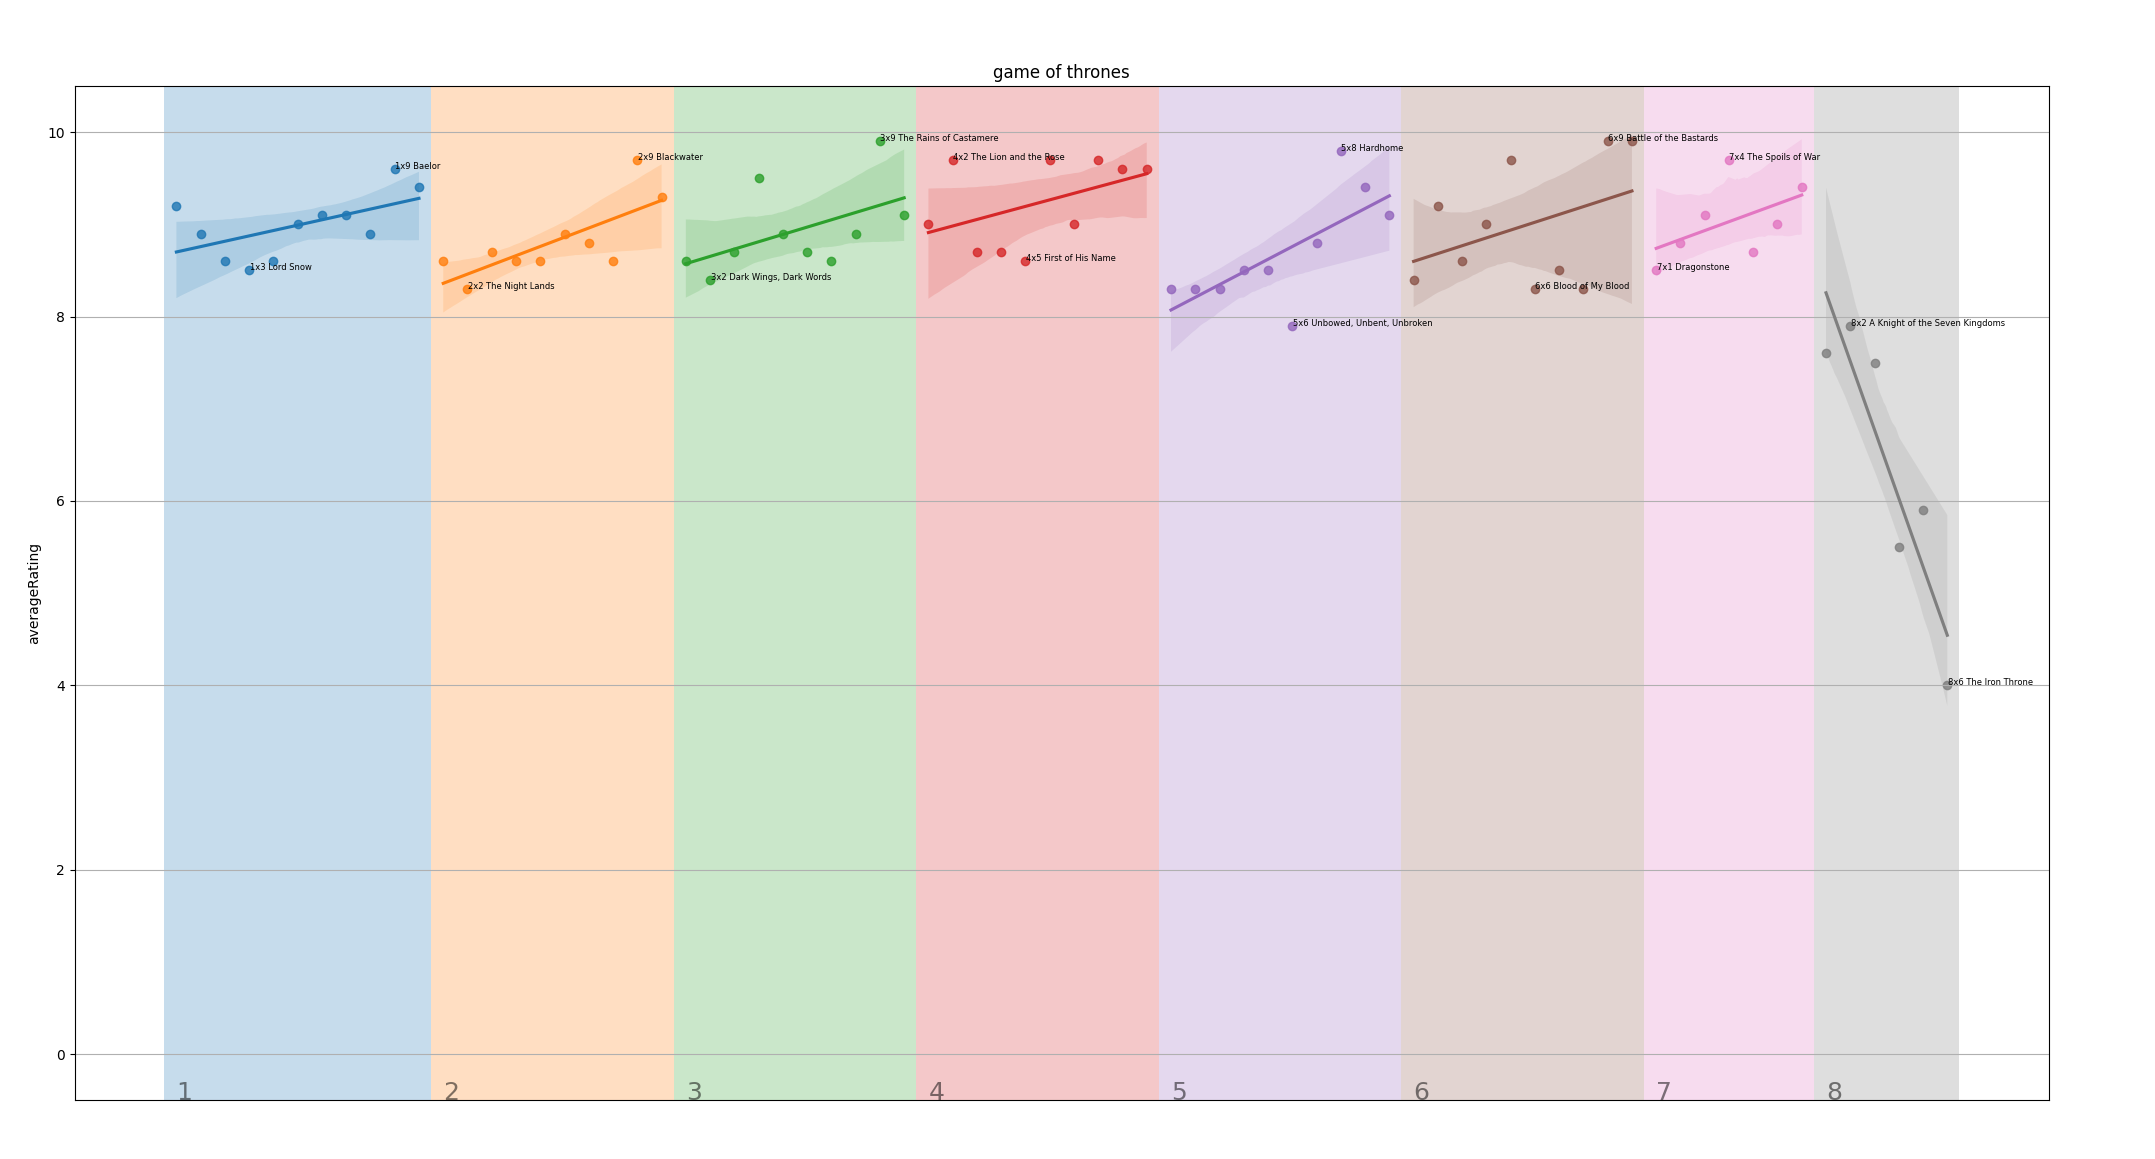 game of thrones
averageRating
10
8
6
4
2
0
1x9 Baelor
1x3 Lord Snow
2x9 Blackwater
2x2 The Night Lands
3x9 The Rains of Castamere
3x2 Dark Wings, Dark Words
4x2 The Lion and the Rose
4x5 First of His Name
5x8 Hardhome
5x6 Unbowed, Unbent, Unbroken
6x9 Battle of the Bastards
6x6 Blood of My Blood
7x4 The Spoils of War
7x1 Dragonstone
8x2 A Knight of the Seven Kingdoms
8x6 The Iron Throne
1
2
3
4
5
6
7
8